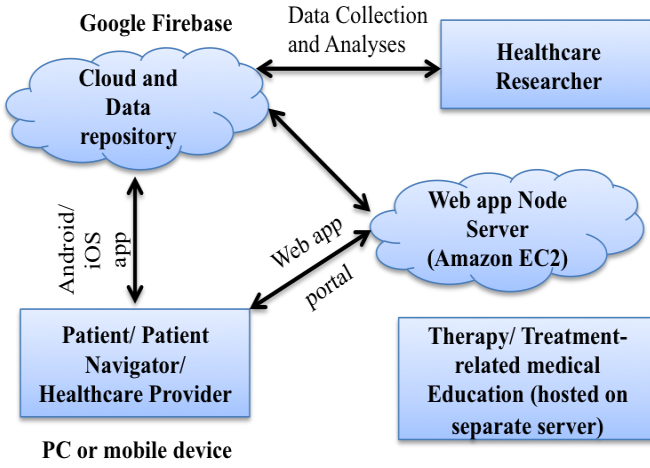 Google Firebase
Data Collection
and Analyses
Cloud and
Data
repository
Healthcare
Researcher
Android/
iOS
app
Web app
portal
Web app Node
Server
(Amazon EC2)
Patient/ Patient
Navigator/
Healthcare Provider
Therapy/ Treatment-
related medical
Education (hosted on
separate server)
PC or mobile device